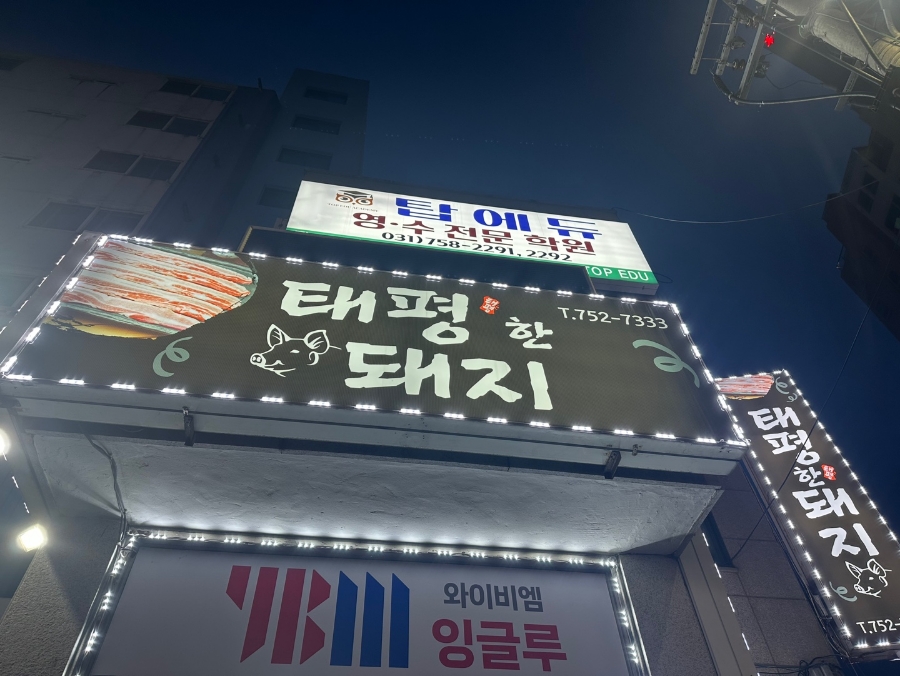 탑에듀
영·수 전문 학원
031)758-2291, 2292
TOP EDU
태평
한
돼지
T.752-7333
태평
한
돼지
T.752-
YBM
와이비엠
잉글루